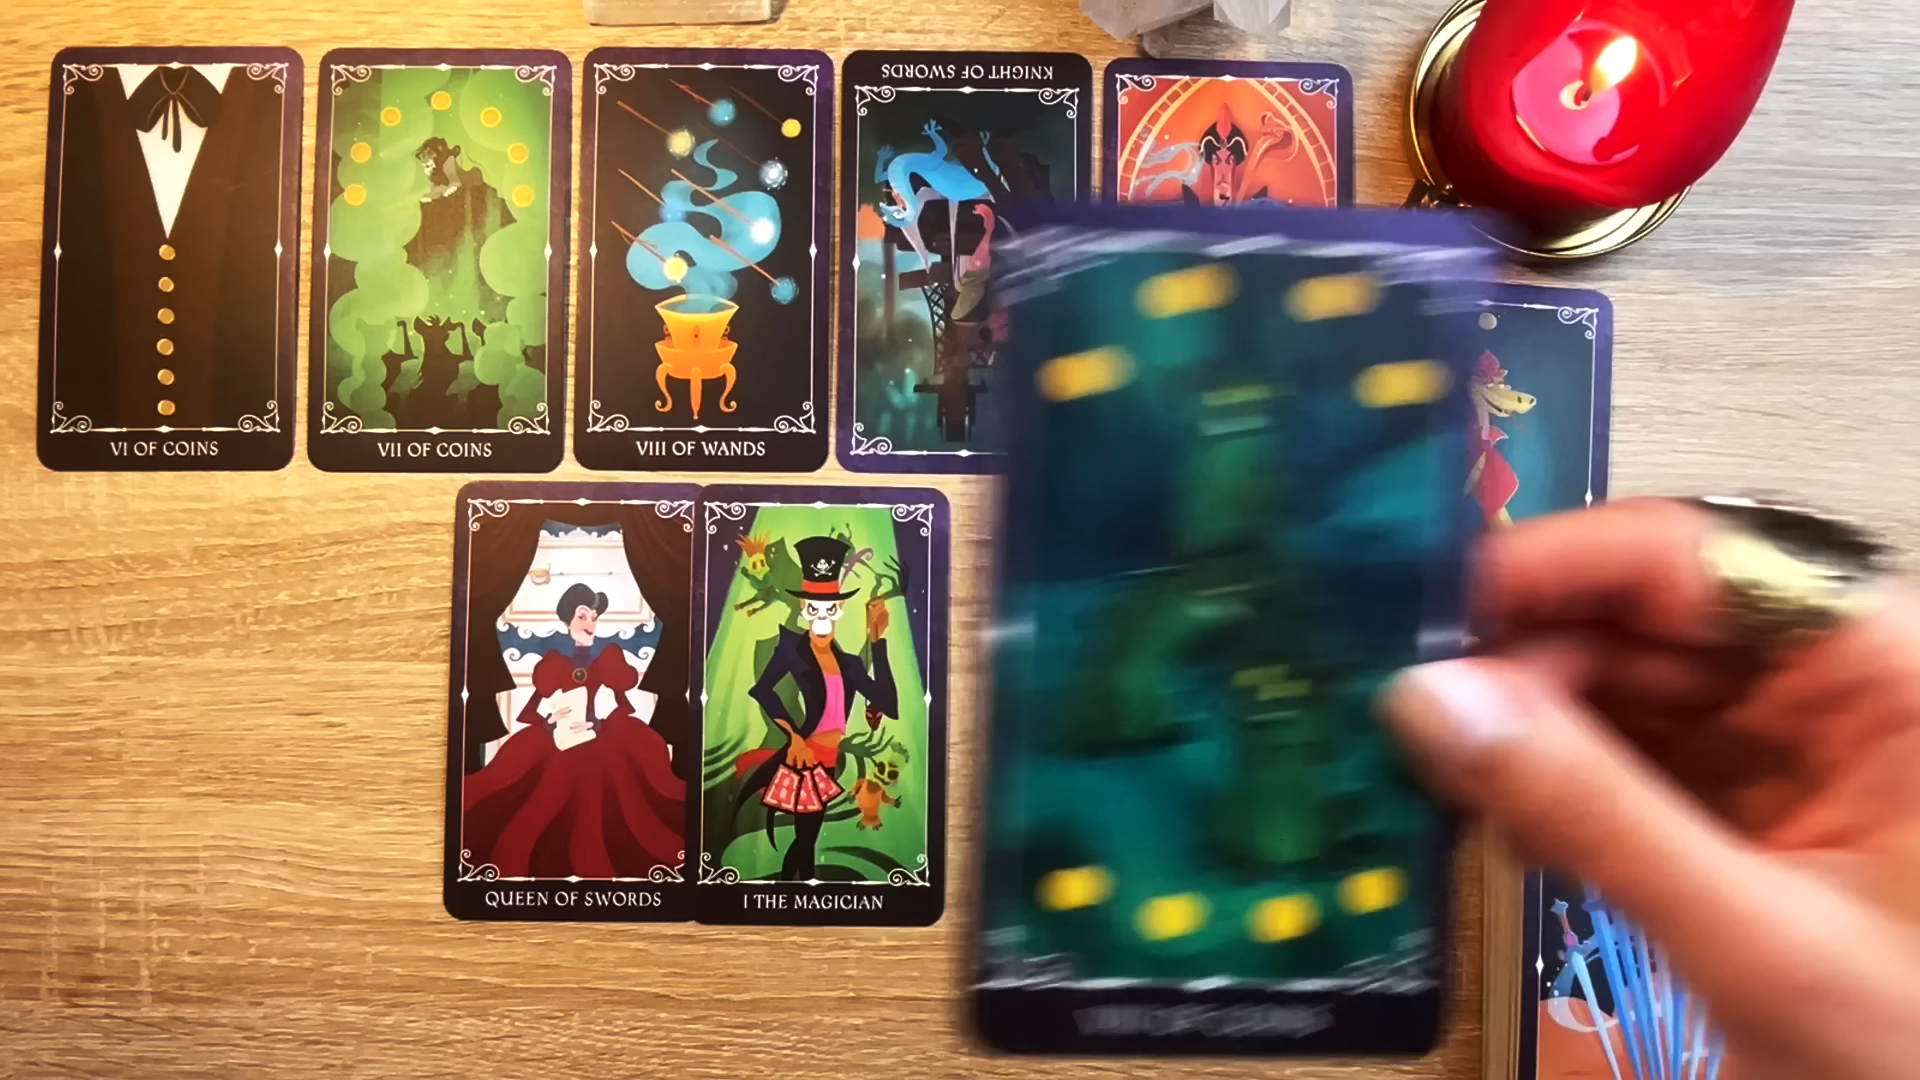 KNIGHT OF SWORDS
VI OF COINS
VII OF COINS
VIII OF WANDS
QUEEN OF SWORDS
I THE MAGICIAN